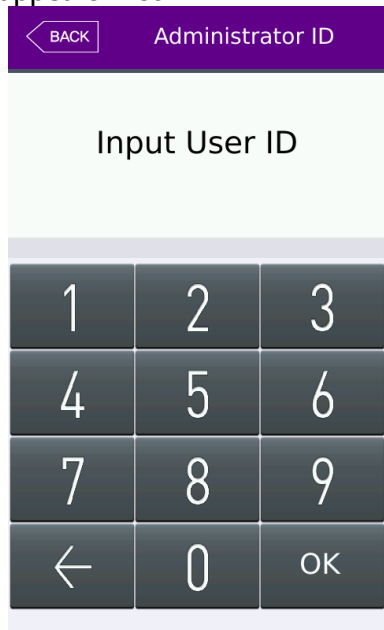 BACK Administrator ID
Input User ID
1 2 3
4 5 6
7 8 9
← 0 OK